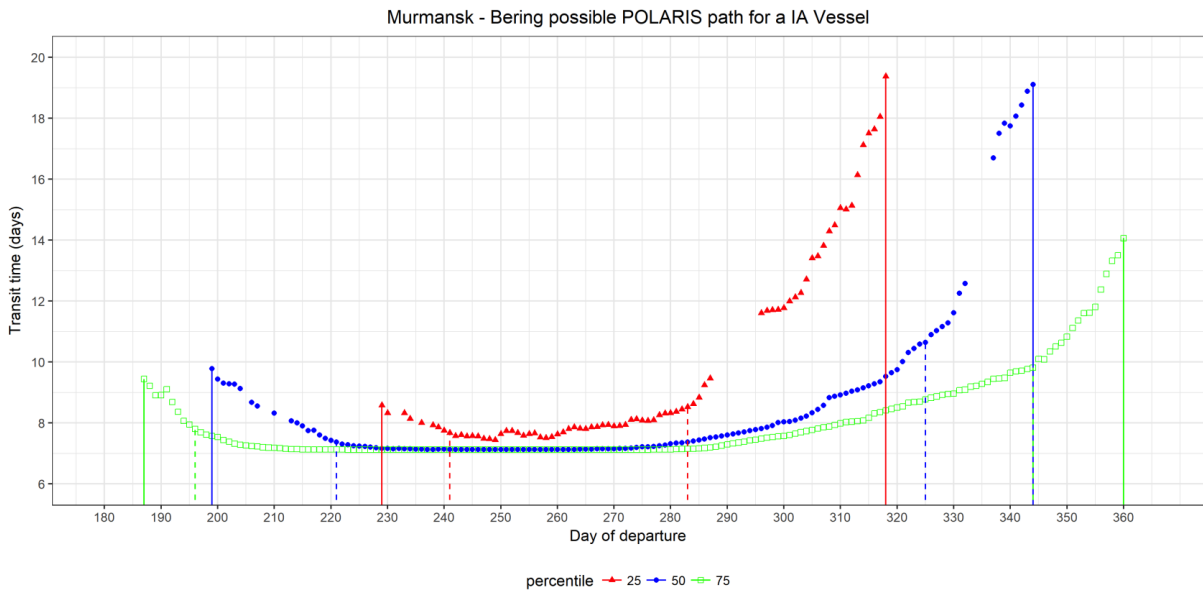 Murmansk - Bering possible POLARIS path for a IA Vessel
Transit time (days)
20
18
16
14
12
10
8
6
180 190 200 210 220 230 240 250 260 270 280 290 300 310 320 330 340 350 360
Day of departure
percentile 25 50 75